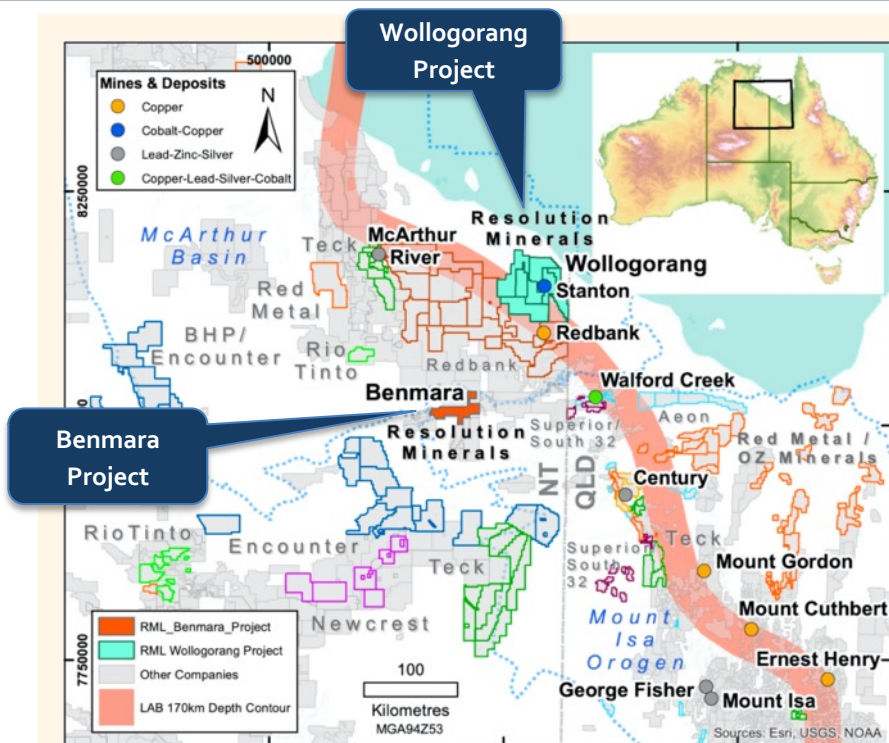 Wollogorang
Project
500000
Mines & Deposits
Copper
Cobalt-Copper
Lead-Zinc-Silver
Copper-Lead-Silver-Cobalt
N
8250000
McArthur
Basin
Teck
McArthur
River
Resolution
Minerals
Wollogorang
Stanton
Red
Metal
BHP/
Encounter
Rio
Tinto
Redbank
Redbank
Benmara
Resolution
Minerals
Benmara
Project
Walford Creek
Superior/
South 32
Aeon
Red Metal /
OZ Minerals
NT
QLD
Century
RioTinto
Encounter
Teck
Newcrest
Superior
South
32
Teck
Mount Gordon
Mount
Isa
Orogen
Mount Cuthbert
Ernest Henry
George Fisher
Mount Isa
RML_Benmara_Project
RML Wollogorang Project
Other Companies
LAB 170km Depth Contour
7750000
100
Kilometres
MGA94Z53
Sources: Esri, USGS, NOAA